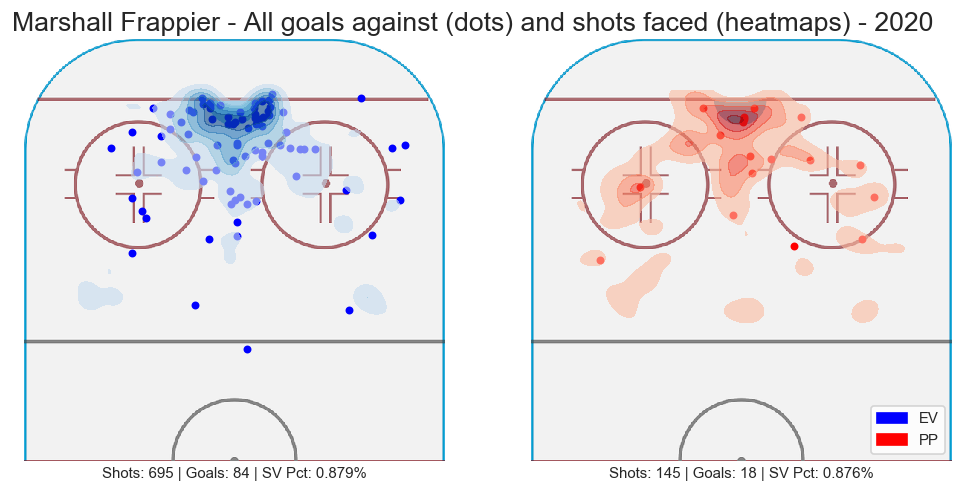 Marshall Frappier - All goals against (dots) and shots faced (heatmaps) - 2020
EV
PP
Shots: 695 | Goals: 84 | SV Pct: 0.879%
Shots: 145 | Goals: 18 | SV Pct: 0.876%